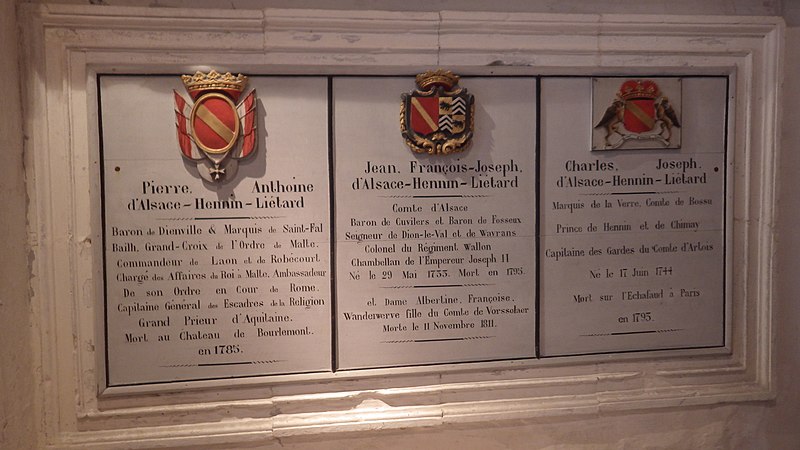 Pierre, Anthoine
d'Alsace-Hennin-Liétard
Baron de Dienville & Marquis de Saint-Fal
Bailli, Grand-Croix de l'Ordre de Malte,
Commandeur de Laon et de Robécourt
Chargé des Affaires du Roi à Malte, Ambassadeur
De son Ordre en Cour de Rome,
Capitaine Général des Escadres de la Religion
Grand Prieur d'Aquitaine.
Mort au Chateau de Bourlemont,
en 1785.
Jean, François-Joseph,
d'Alsace-Hennin-Liétard
Comte d'Alsace
Baron de Cuvilers et Baron de Fosseux
Seigneur de Dion-le-Val et de Wavrans
Colonel du Régiment Wallon
Chambellan de l'Empereur Joseph II
Né le 29 Mai 1733. Mort en 1795.
et Dame Albertine, Françoise,
Wanderwerve fille du Comte de Vorsselaer
Morte le 11 Novembre 1811.
Charles, Joseph,
d'Alsace-Hennin-Liétard
Marquis de la Verre, Comte de Bossu
Prince de Hennin et de Chimay
Capitaine des Gardes du Comte d'Artois
Né le 17 Juin 1744
Mort sur l'Echafaud à Paris
en 1793.